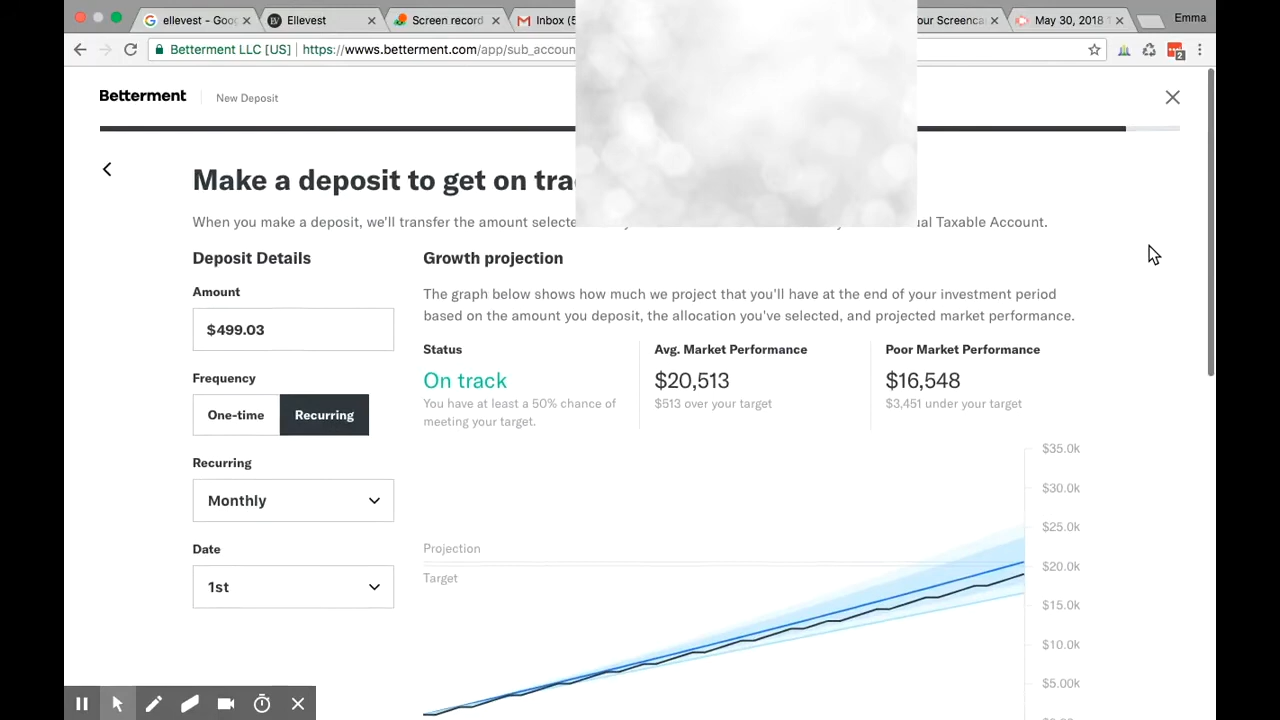 ellevest - Goo
Ellevest
Screen record
Inbox (5
our Screenca
May 30, 2018 1
Emma
Betterment LLC [US] https://wwws.betterment.com/app/sub_accoun
2
Betterment New Deposit
Make a deposit to get on tra
When you make a deposit, we'll transfer the amount selecte ual Taxable Account.
Deposit Details
Amount
$499.03
Frequency
One-time Recurring
Recurring
Monthly
Date
1st
Growth projection
The graph below shows how much we project that you'll have at the end of your investment period
based on the amount you deposit, the allocation you've selected, and projected market performance.
Status
On track
You have at least a 50% chance of
meeting your target.
Avg. Market Performance
$20,513
$513 over your target
Poor Market Performance
$16,548
$3,451 under your target
$35.0k
$30.0k
$25.0k
$20.0k
$15.0k
$10.0k
$5.00k
Projection
Target